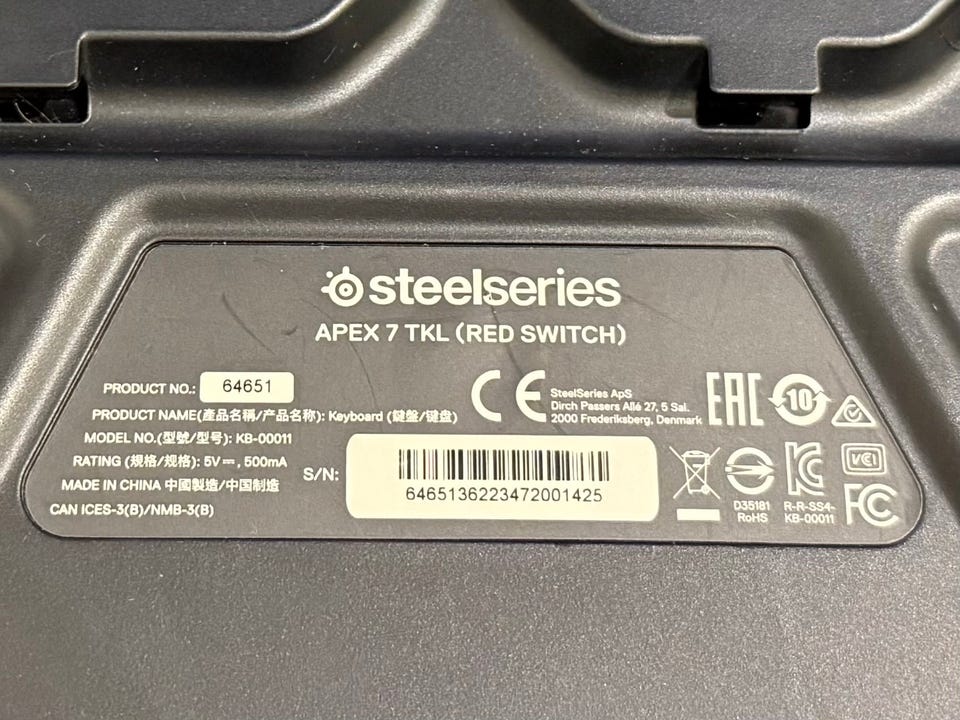 steelseries
APEX 7 TKL (RED SWITCH)
PRODUCT NO.: 64651
PRODUCT NAME(產品名稱/产品名称): Keyboard (鍵盤/键盘)
MODEL NO.(型號/型号): KB-00011
RATING (规格/规格): 5V⎓, 500mA
MADE IN CHINA 中國製造/中国制造
CAN ICES-3(B)/NMB-3(B)
S/N:
6465136223472001425
CE
SteelSeries ApS
Dirch Passers Allé 27, 5 Sal.
2000 Frederiksberg, Denmark
EAC
10
D35181
RoHS
R-R-SS4-
KB-00011
VCI
FC